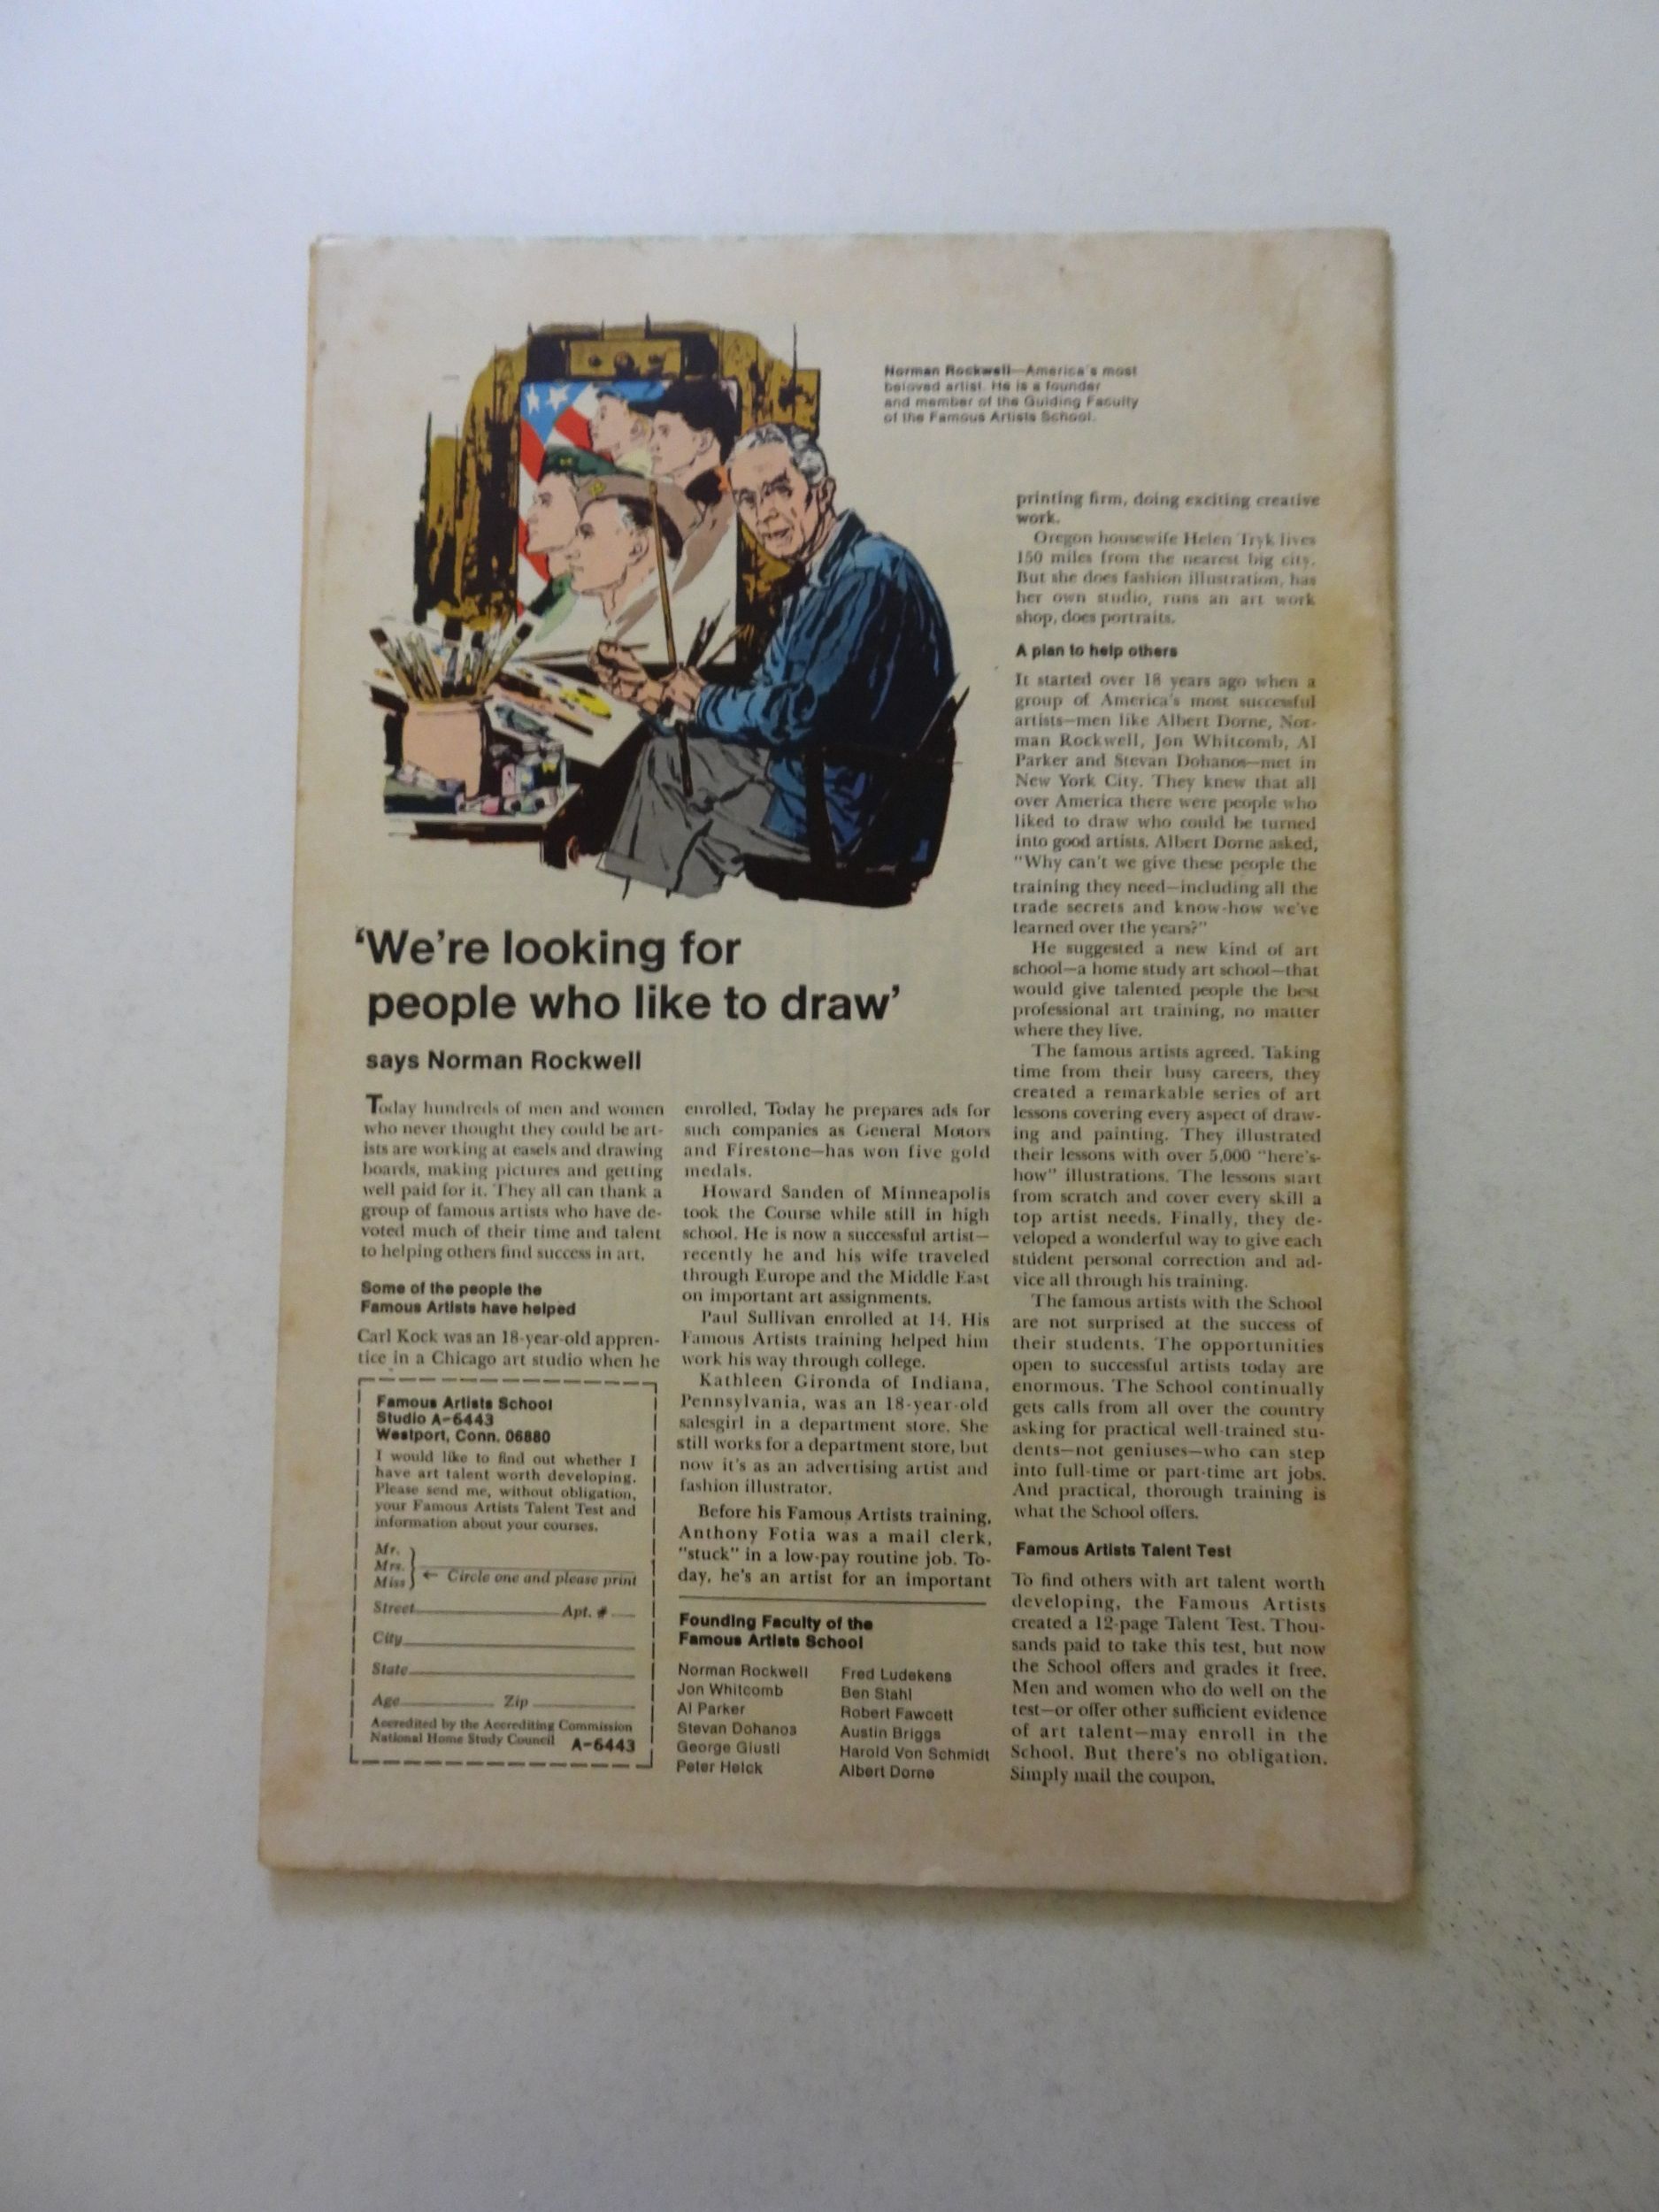 Norman Rockwell—America's most
beloved artist. He is a founder
and member of the Guiding Faculty
of the Famous Artists School.
'We're looking for
people who like to draw'
says Norman Rockwell
Today hundreds of men and women
who never thought they could be art-
ists are working at easels and drawing
boards, making pictures and getting
well paid for it. They all can thank a
group of famous artists who have de-
voted much of their time and talent
to helping others find success in art.
Some of the people the
Famous Artists have helped
Carl Kock was an 18-year-old appren-
tice in a Chicago art studio when he
enrolled. Today he prepares ads for
such companies as General Motors
and Firestone—has won five gold
medals.
Howard Sanden of Minneapolis
took the Course while still in high
school. He is now a successful artist—
recently he and his wife traveled
through Europe and the Middle East
on important art assignments.
Paul Sullivan enrolled at 14. His
Famous Artists training helped him
work his way through college.
Kathleen Gironda of Indiana,
Pennsylvania, was an 18-year-old
salesgirl in a department store. She
still works for a department store, but
now it's as an advertising artist and
fashion illustrator.
Before his Famous Artists training,
Anthony Fotia was a mail clerk,
"stuck" in a low-pay routine job. To-
day, he's an artist for an important
printing firm, doing exciting creative
work.
Oregon housewife Helen Tryk lives
150 miles from the nearest big city.
But she does fashion illustration, has
her own studio, runs an art work
shop, does portraits.
A plan to help others
It started over 18 years ago when a
group of America's most successful
artists—men like Albert Dorne, Nor-
man Rockwell, Jon Whitcomb, Al
Parker and Stevan Dohanos—met in
New York City. They knew that all
over America there were people who
liked to draw who could be turned
into good artists. Albert Dorne asked,
"Why can't we give these people the
training they need—including all the
trade secrets and know-how we've
learned over the years?"
He suggested a new kind of art
school—a home study art school—that
would give talented people the best
professional art training, no matter
where they live.
The famous artists agreed. Taking
time from their busy careers, they
created a remarkable series of art
lessons covering every aspect of draw-
ing and painting. They illustrated
their lessons with over 5,000 "here's-
how" illustrations. The lessons start
from scratch and cover every skill a
top artist needs. Finally, they de-
veloped a wonderful way to give each
student personal correction and ad-
vice all through his training.
The famous artists with the School
are not surprised at the success of
their students. The opportunities
open to successful artists today are
enormous. The School continually
gets calls from all over the country
asking for practical well-trained stu-
dents—not geniuses—who can step
into full-time or part-time art jobs.
And practical, thorough training is
what the School offers.
Famous Artists Talent Test
To find others with art talent worth
developing, the Famous Artists
created a 12-page Talent Test. Thou-
sands paid to take this test, but now
the School offers and grades it free.
Men and women who do well on the
test—or offer other sufficient evidence
of art talent—may enroll in the
School. But there's no obligation.
Simply mail the coupon.
Famous Artists School
Studio A-6443
Westport, Conn. 06880
I would like to find out whether I
have art talent worth developing.
Please send me, without obligation,
your Famous Artists Talent Test and
information about your courses.
Mr.
Mrs.
Miss
← Circle one and please print
Street Apt. #
City
State
Age Zip
Accredited by the Accrediting Commission
National Home Study Council A-6443
Founding Faculty of the
Famous Artists School
Norman Rockwell
Jon Whitcomb
Al Parker
Stevan Dohanos
George Giusti
Peter Helck
Fred Ludekens
Ben Stahl
Robert Fawcett
Austin Briggs
Harold Von Schmidt
Albert Dorne